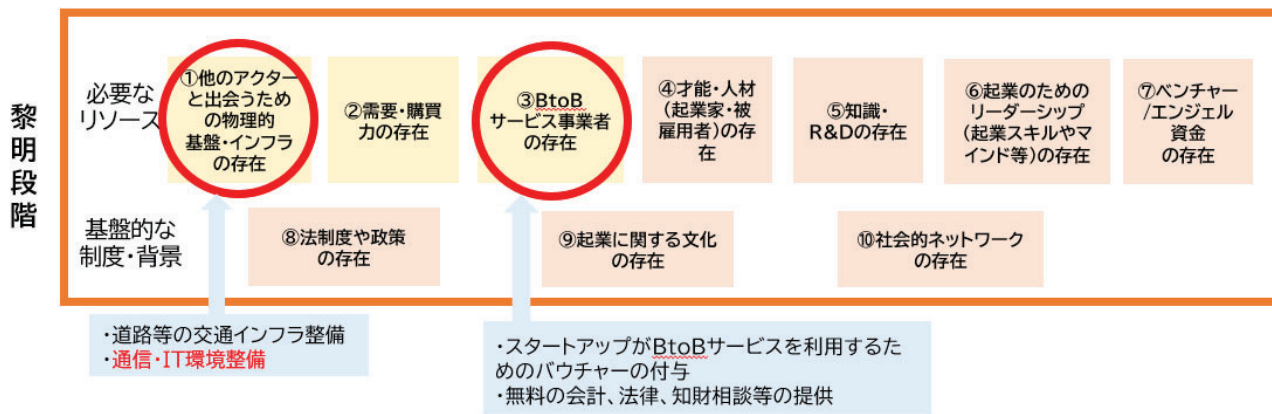 黎明段階
必要な
リソース
①他のアクター
と出会うため
の物理的
基盤・インフラ
の存在
②需要・購買
力の存在
③BtoB
サービス事業者
の存在
④才能・人材
(起業家・被
雇用者)の存
在
⑤知識・
R&Dの存在
⑥起業のための
リーダーシップ
(起業スキルやマ
インド等)の存在
⑦ベンチャー
/エンジェル
資金
の存在
基盤的な
制度・背景
⑧法制度や政策
の存在
⑨起業に関する文化
の存在
⑩社会的ネットワーク
の存在
・道路等の交通インフラ整備
・通信・IT環境整備
・スタートアップがBtoBサービスを利用するた
めのバウチャーの付与
・無料の会計、法律、知財相談等の提供